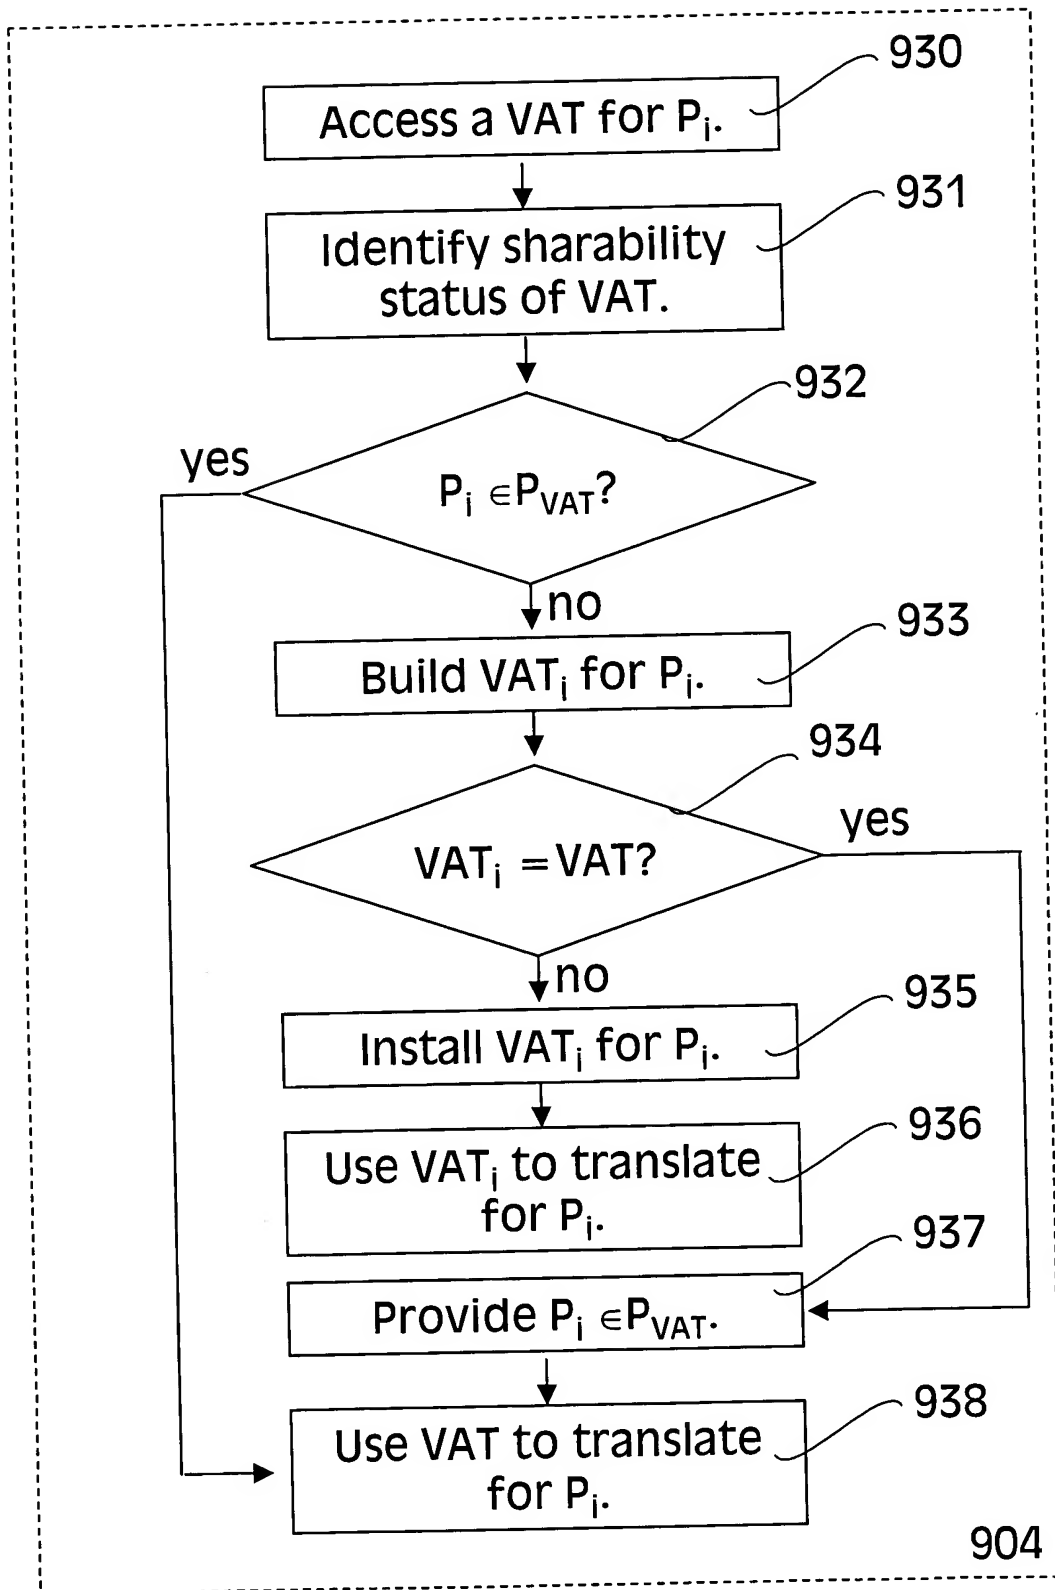 930
Access a VAT for Pi.
931
Identify sharability
status of VAT.
932
yes
Pi ∈PVAT?
no
933
Build VATi for Pi.
934
yes
VATi = VAT?
no
935
Install VATi for Pi.
936
Use VATi to translate
for Pi.
937
Provide Pi ∈PVAT.
938
Use VAT to translate
for Pi.
904